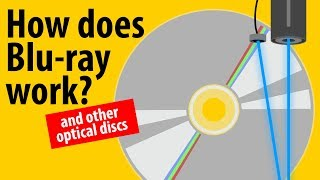 How does
Blu-ray
work?
and other
optical discs